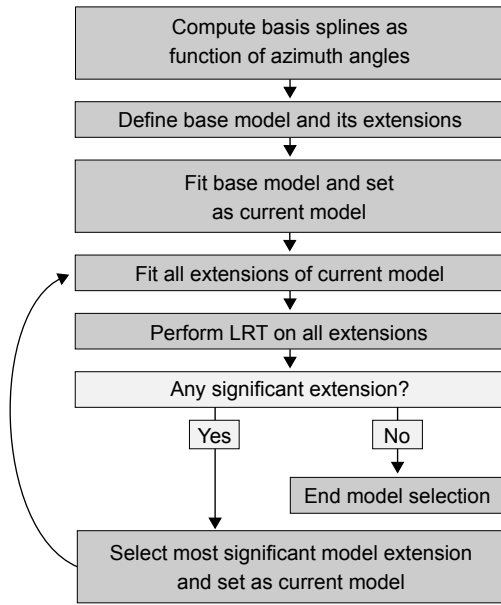 Compute basis splines as
function of azimuth angles
Define base model and its extensions
Fit base model and set
as current model
Fit all extensions of current model
Perform LRT on all extensions
Any significant extension?
Yes
No
End model selection
Select most significant model extension
and set as current model